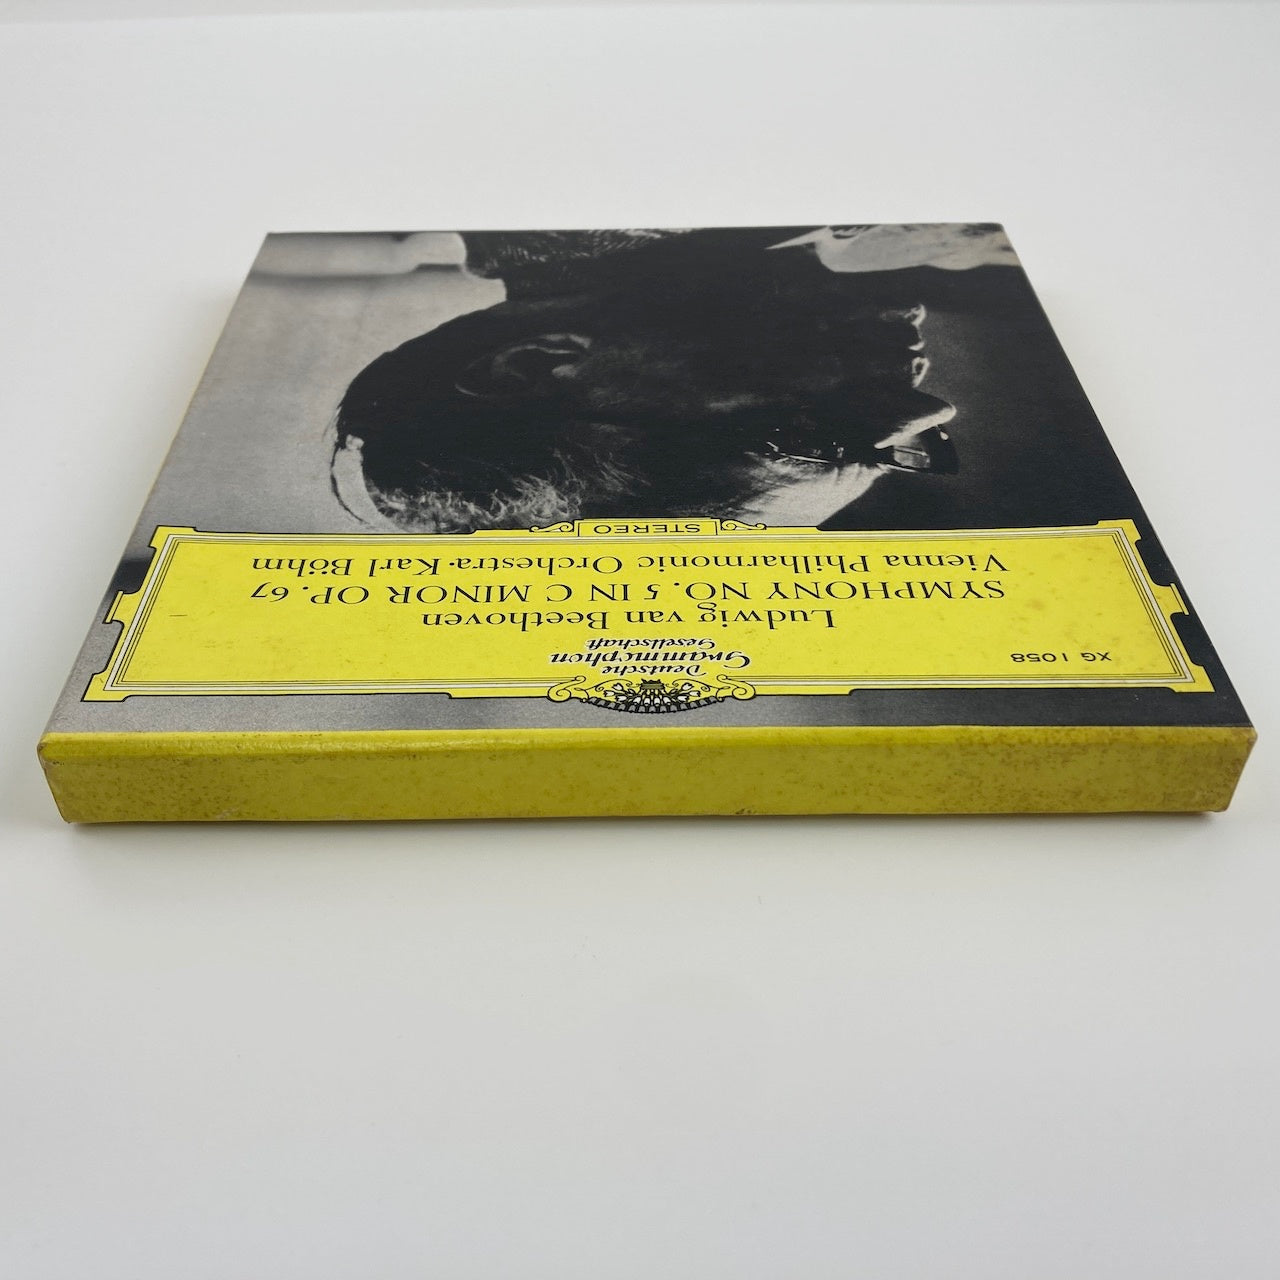 XG 1058
Deutsche
Grammophon
Gesellschaft
Ludwig van Beethoven
SYMPHONY NO. 5 IN C MINOR OP. 67
Vienna Philharmonic Orchestra·Karl Böhm
STEREO